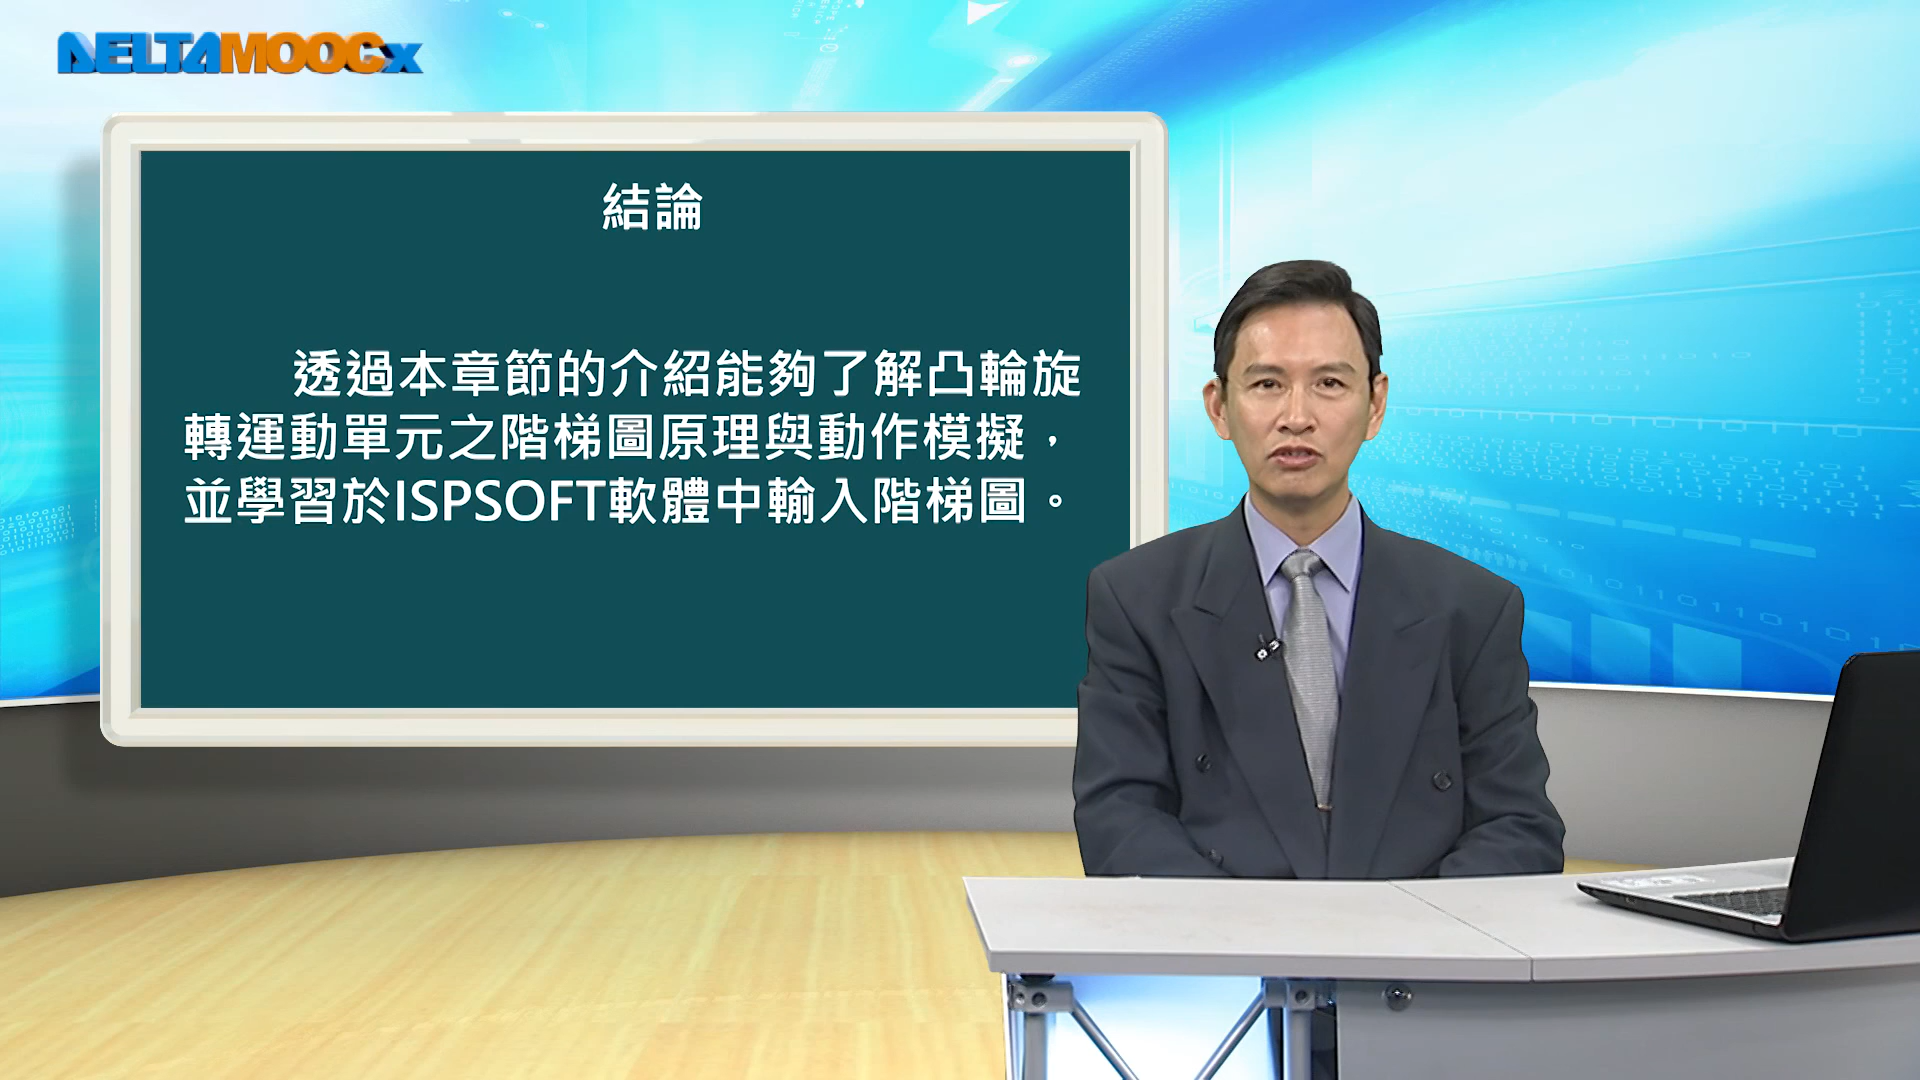 DELTAMOOCx
結論
透過本章節的介紹能夠了解凸輪旋
轉運動單元之階梯圖原理與動作模擬，
並學習於ISPSOFT軟體中輸入階梯圖。